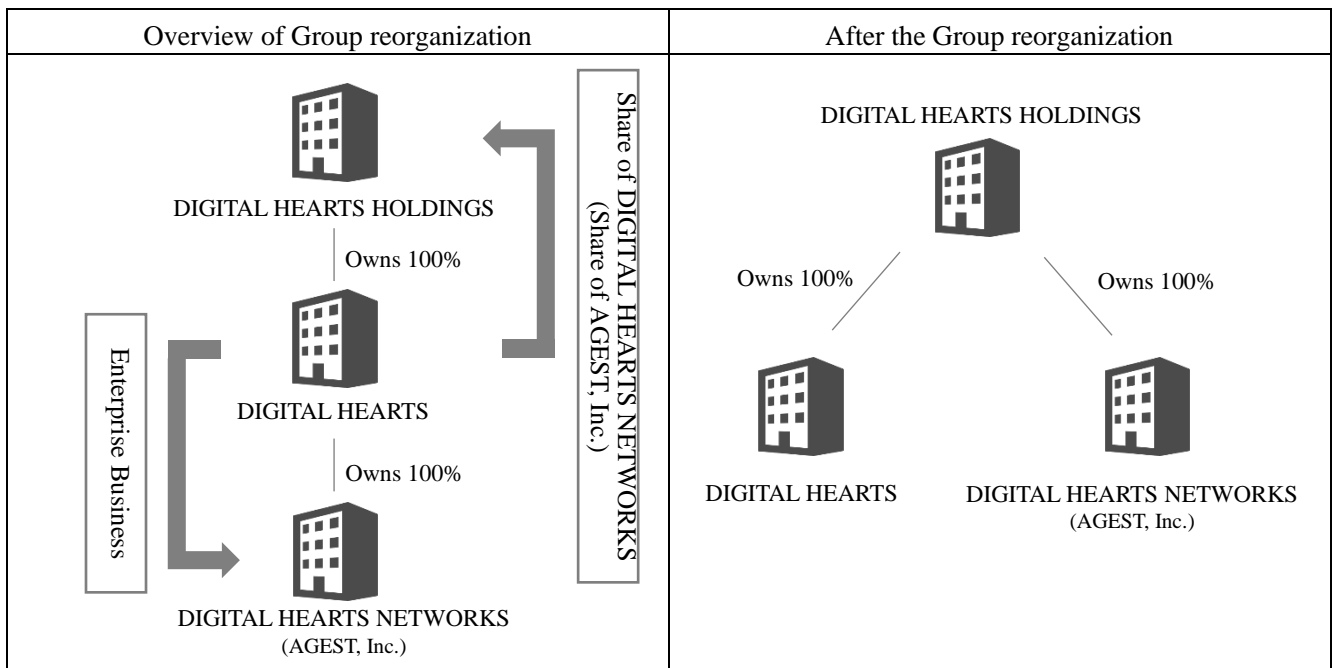 Overview of Group reorganization
After the Group reorganization
DIGITAL HEARTS HOLDINGS
Owns 100%
DIGITAL HEARTS
Owns 100%
DIGITAL HEARTS NETWORKS
(AGEST, Inc.)
Enterprise Business
Share of DIGITAL HEARTS NETWORKS
(Share of AGEST, Inc.)
DIGITAL HEARTS HOLDINGS
Owns 100%
Owns 100%
DIGITAL HEARTS
DIGITAL HEARTS NETWORKS
(AGEST, Inc.)